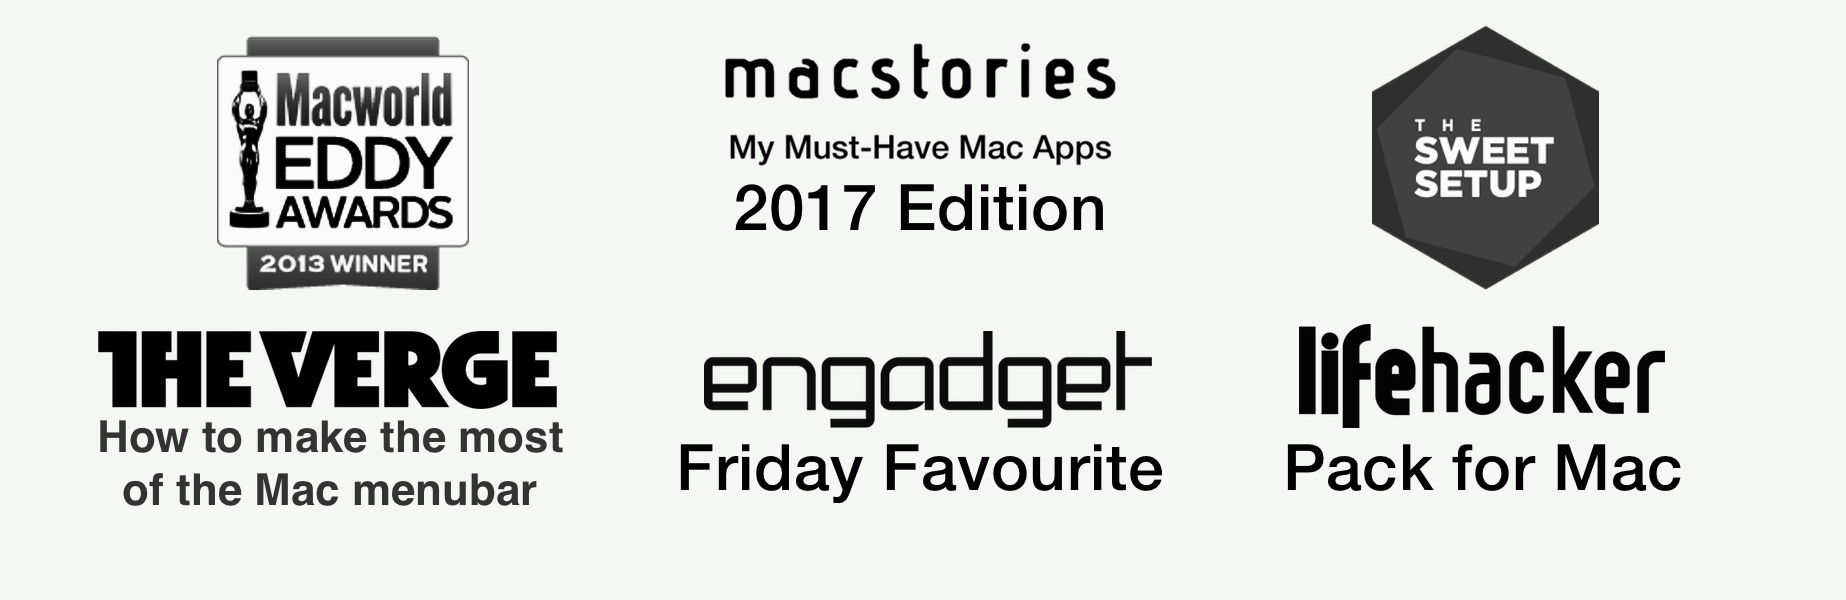 Macworld
EDDY
AWARDS
2013 WINNER
macstories
My Must-Have Mac Apps
2017 Edition
THE
SWEET
SETUP
THE VERGE
How to make the most
of the Mac menubar
engadget
Friday Favourite
lifehacker
Pack for Mac